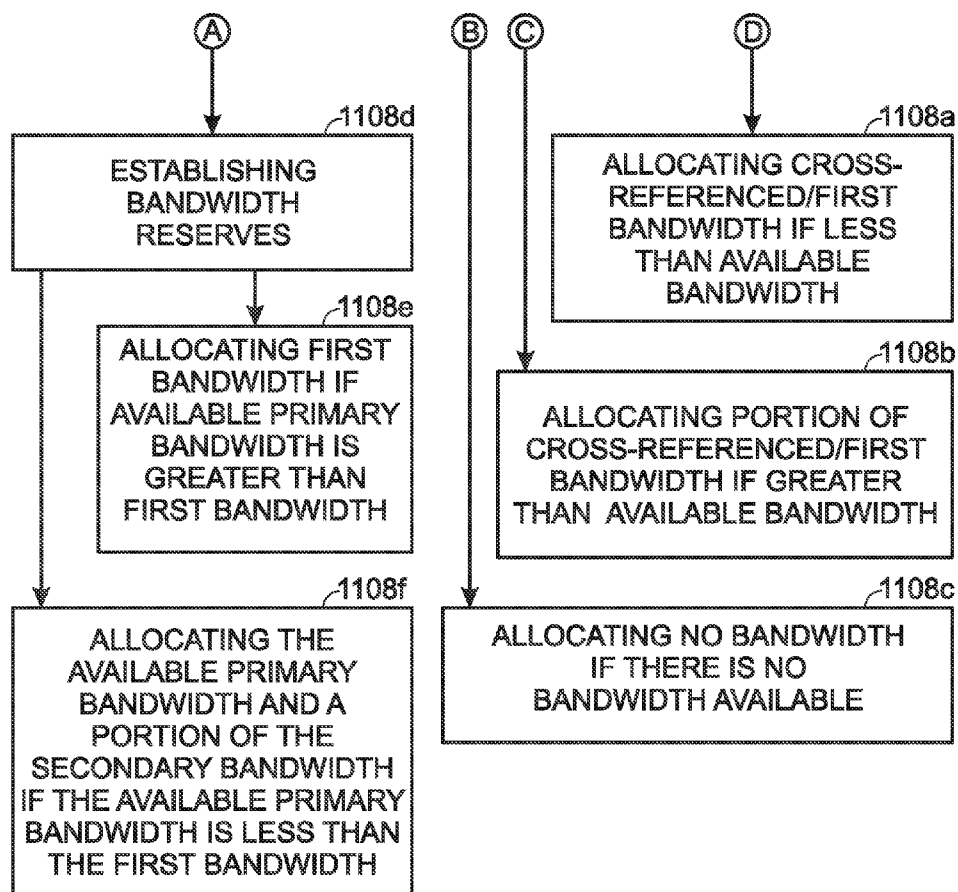 A
B
C
D
1108d
ESTABLISHING
BANDWIDTH
RESERVES
1108e
ALLOCATING FIRST
BANDWIDTH IF
AVAILABLE PRIMARY
BANDWIDTH IS
GREATER THAN
FIRST BANDWIDTH
1108f
ALLOCATING THE
AVAILABLE PRIMARY
BANDWIDTH AND A
PORTION OF THE
SECONDARY BANDWIDTH
IF THE AVAILABLE PRIMARY
BANDWIDTH IS LESS THAN
THE FIRST BANDWIDTH
1108a
ALLOCATING CROSS-
REFERENCED/FIRST
BANDWIDTH IF LESS
THAN AVAILABLE
BANDWIDTH
1108b
ALLOCATING PORTION OF
CROSS-REFERENCED/FIRST
BANDWIDTH IF GREATER
THAN AVAILABLE BANDWIDTH
1108c
ALLOCATING NO BANDWIDTH
IF THERE IS NO
BANDWIDTH AVAILABLE